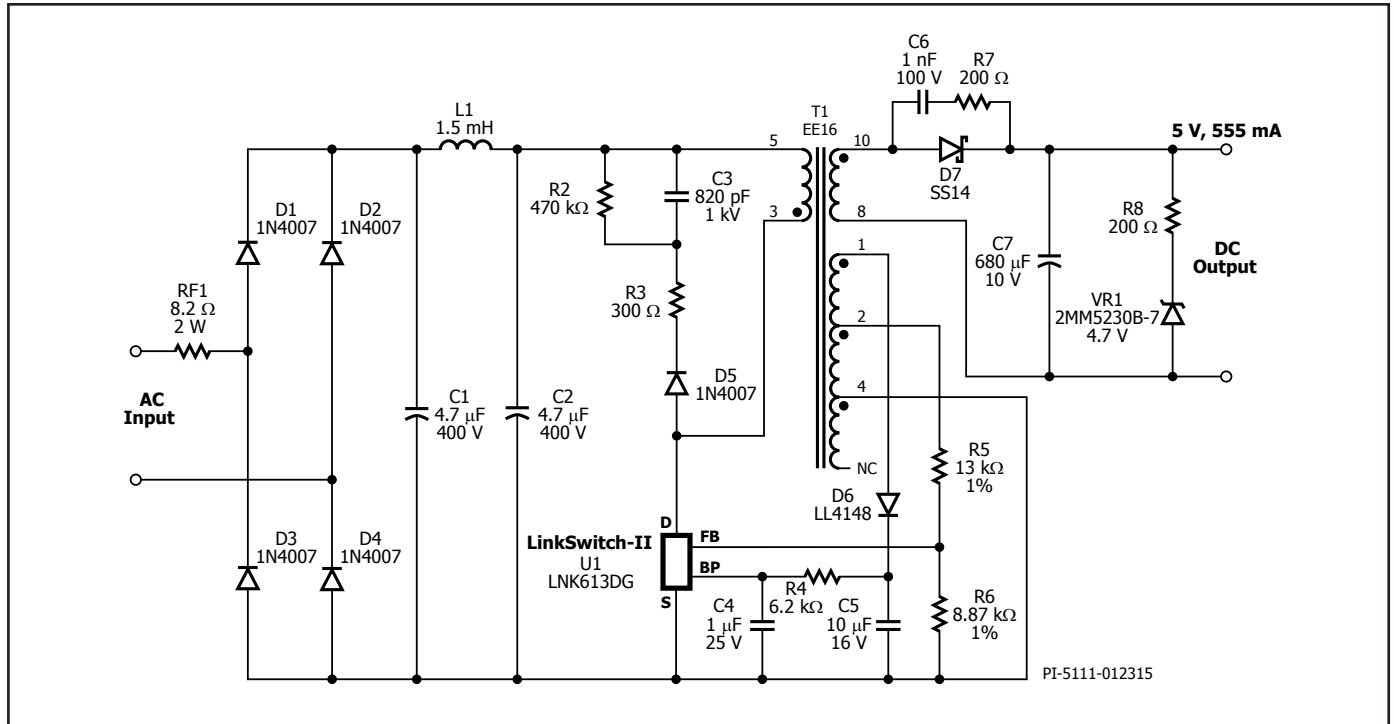 C6
1 nF
100 V
R7
200 Ω
L1
1.5 mH
T1
EE16
5 V, 555 mA
5
10
D7
SS14
C3
820 pF
1 kV
R2
470 kΩ
3
8
D1
1N4007
D2
1N4007
R8
200 Ω
C7
680 µF
10 V
DC
Output
1
RF1
8.2 Ω
2 W
R3
300 Ω
2
VR1
2MM5230B-7
4.7 V
D5
1N4007
4
AC
Input
C1
4.7 µF
400 V
C2
4.7 µF
400 V
R5
13 kΩ
1%
NC
D6
LL4148
D3
1N4007
D4
1N4007
D
LinkSwitch-II
U1
LNK613DG
FB
BP
S
R4
6.2 kΩ
C4
1 µF
25 V
C5
10 µF
16 V
R6
8.87 kΩ
1%
PI-5111-012315